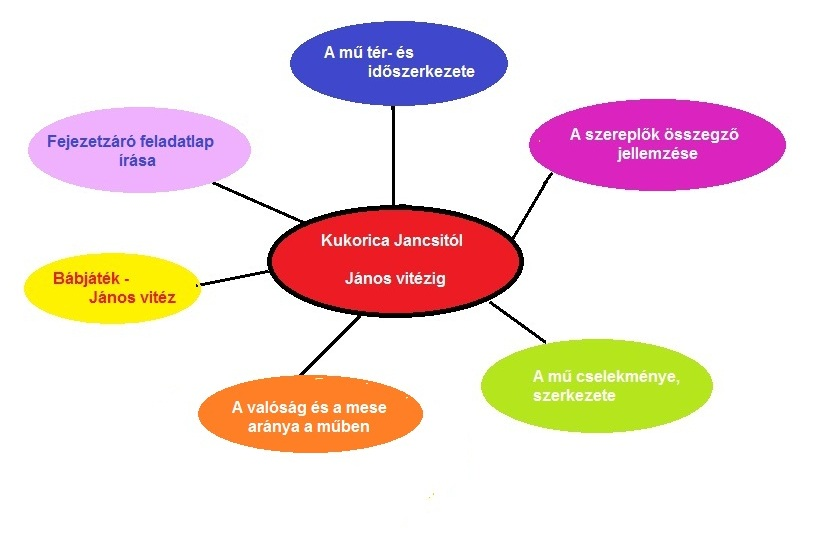 A mű tér- és
időszerkezete
A szereplők összegző
jellemzése
Fejezetzáró feladatlap
írása
Kukorica Jancsitól
János vitézig
Bábjáték -
János vitéz
A mű cselekménye,
szerkezete
A valóság és a mese
aránya a műben